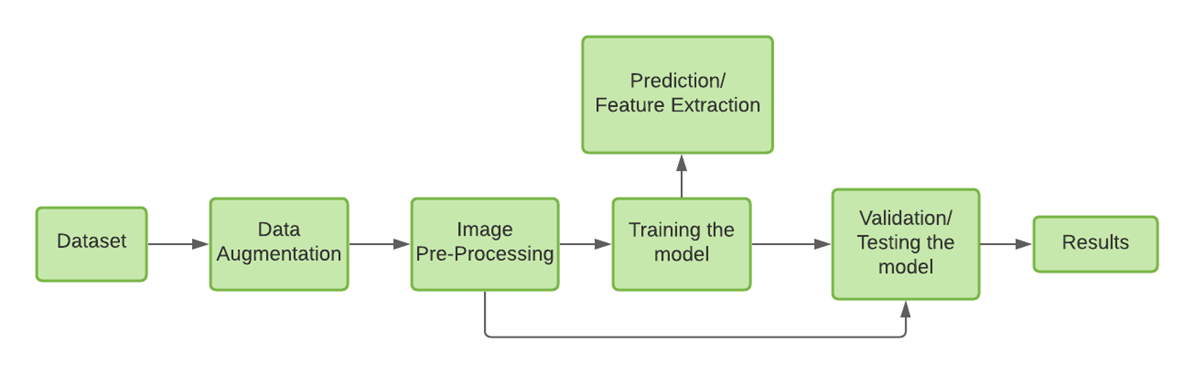 Prediction/
Feature Extraction
Dataset
Data
Augmentation
Image
Pre-Processing
Training the
model
Validation/
Testing the
model
Results